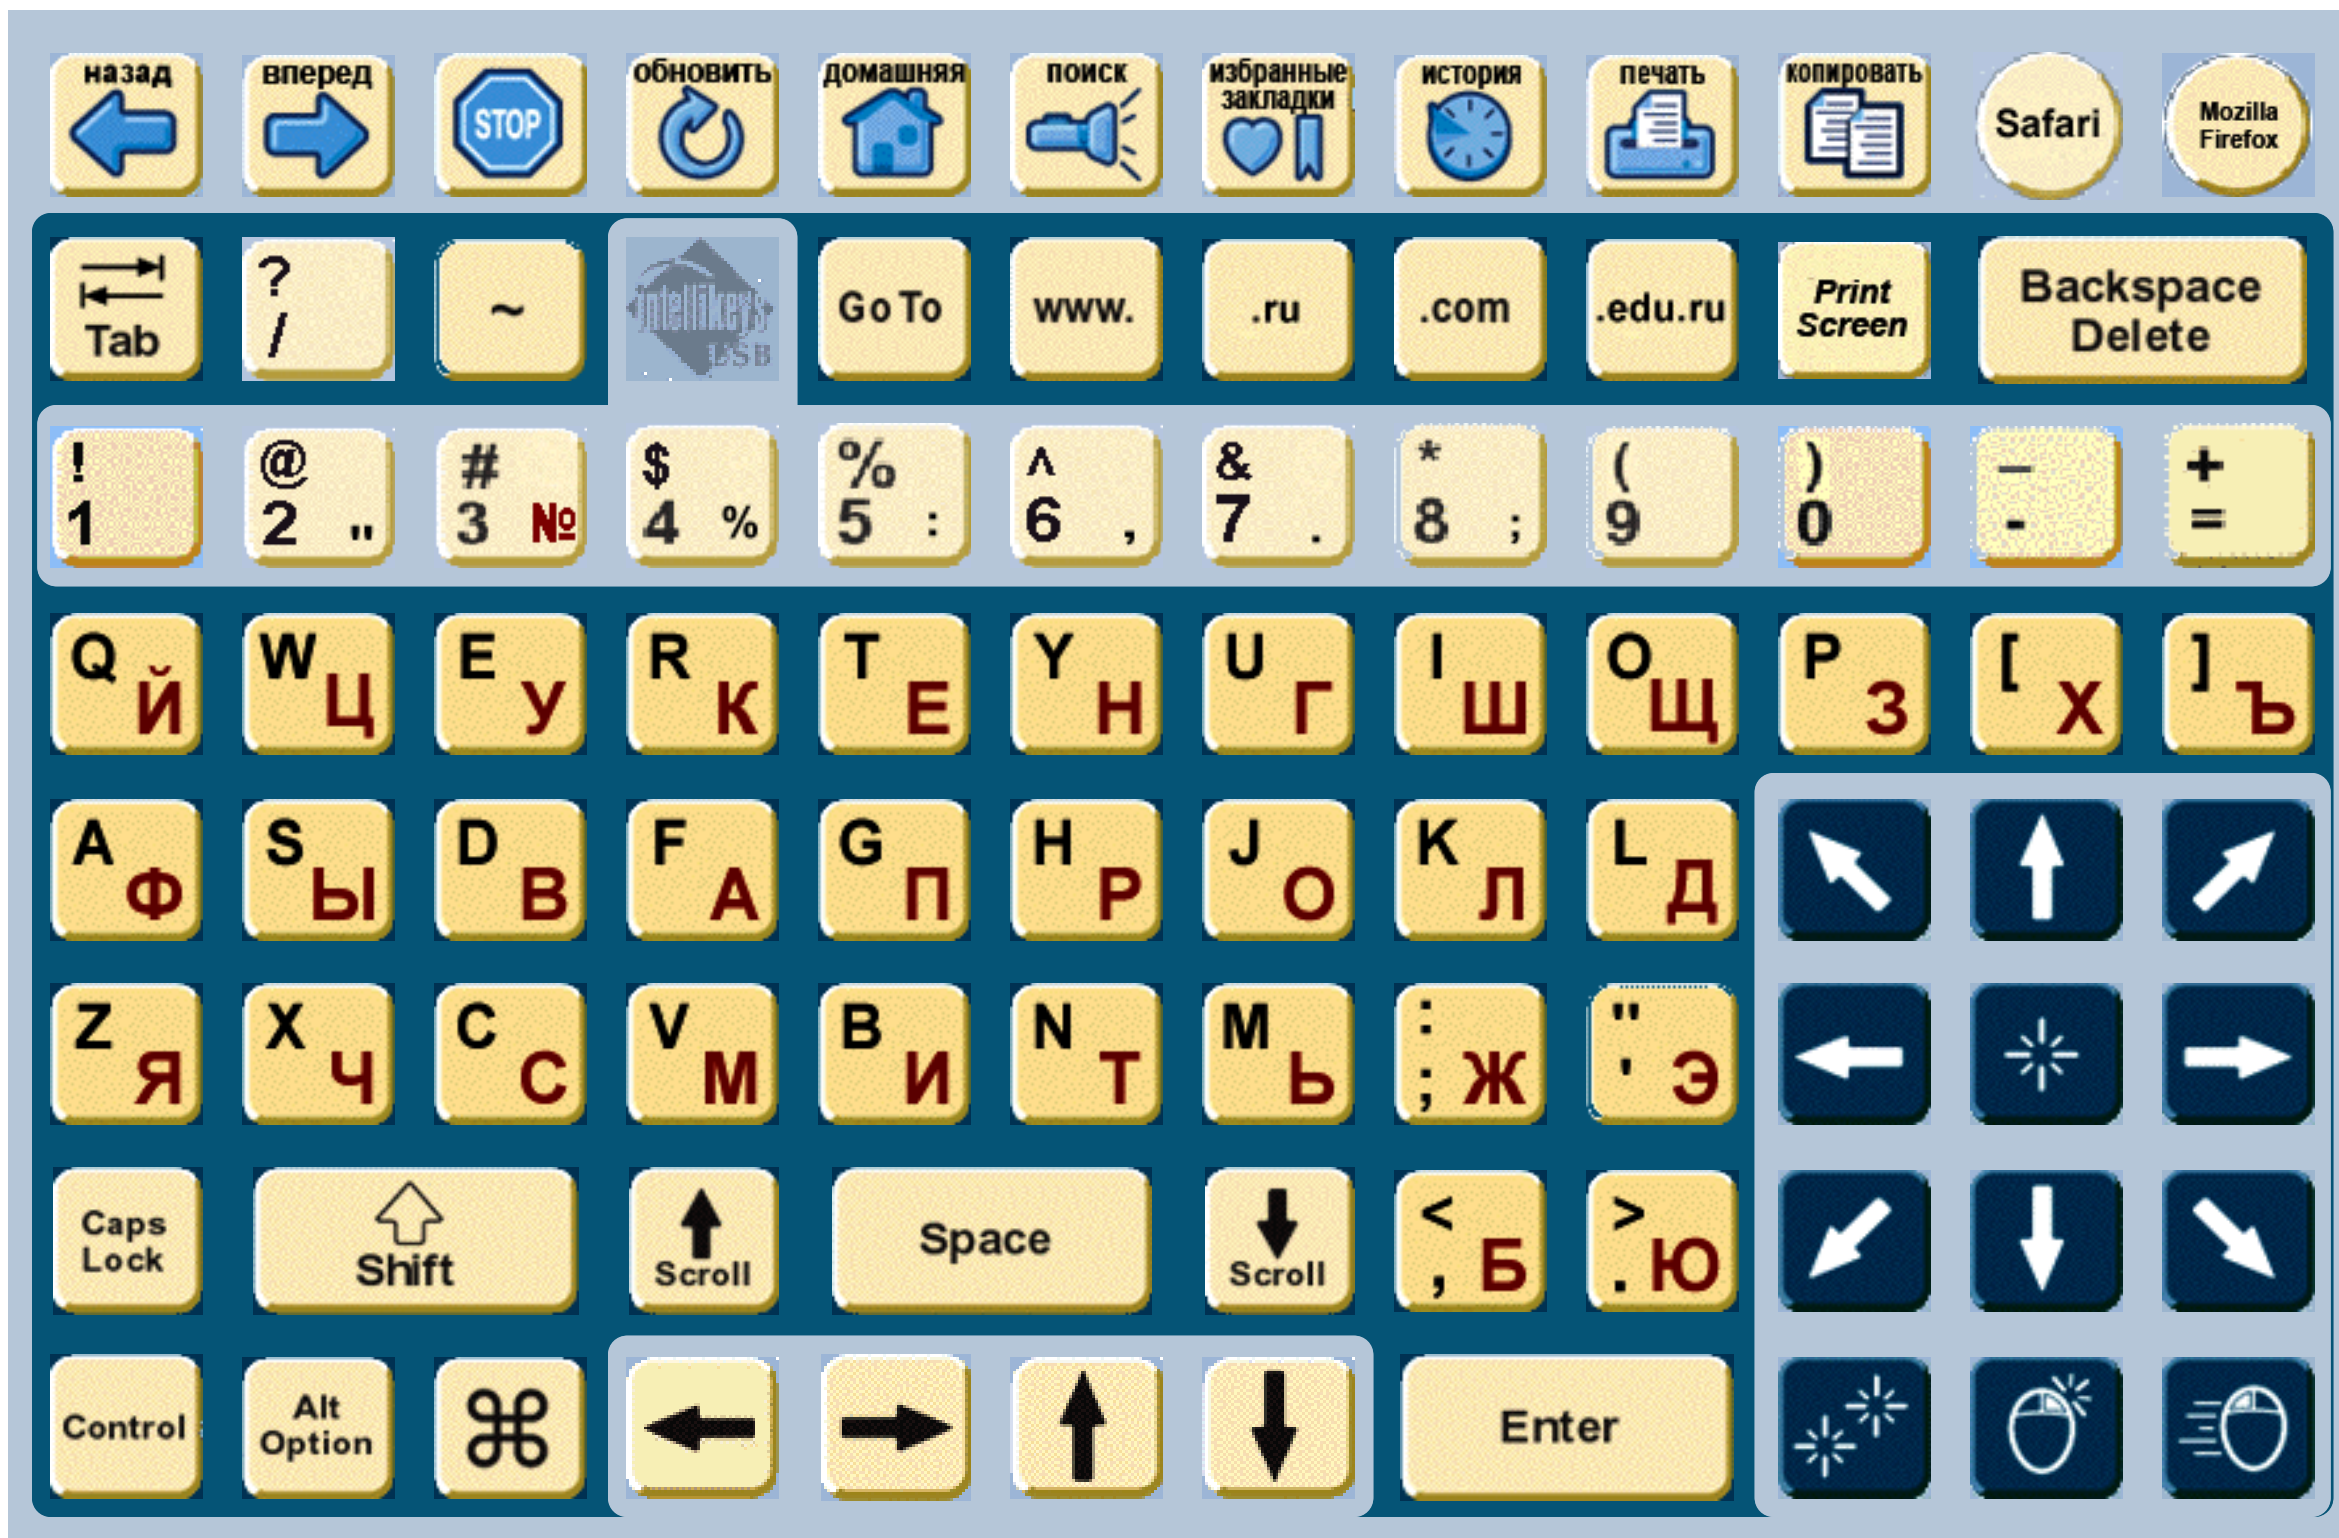 назад вперед STOP обновить домашняя поиск избранные закладки история печать копировать Safari Mozilla Firefox
Tab ? / ~ Intellikeys USB Go To www. .ru .com .edu.ru Print Screen Backspace Delete
! 1 @ 2 " # 3 № $ 4 % % 5 : ^ 6 , & 7 . * 8 ; ( 9 ) 0 _ - + =
Q Й W Ц E У R К T Е Y Н U Г I Ш O Щ P З [ Х ] Ъ
A Ф S Ы D В F А G П H Р J О K Л L Д
Z Я X Ч C С V М B И N Т M Ь : ; Ж " ' Э
Caps Lock Shift Scroll Space Scroll < , Б > . Ю
Control Alt Option ⌘ Enter